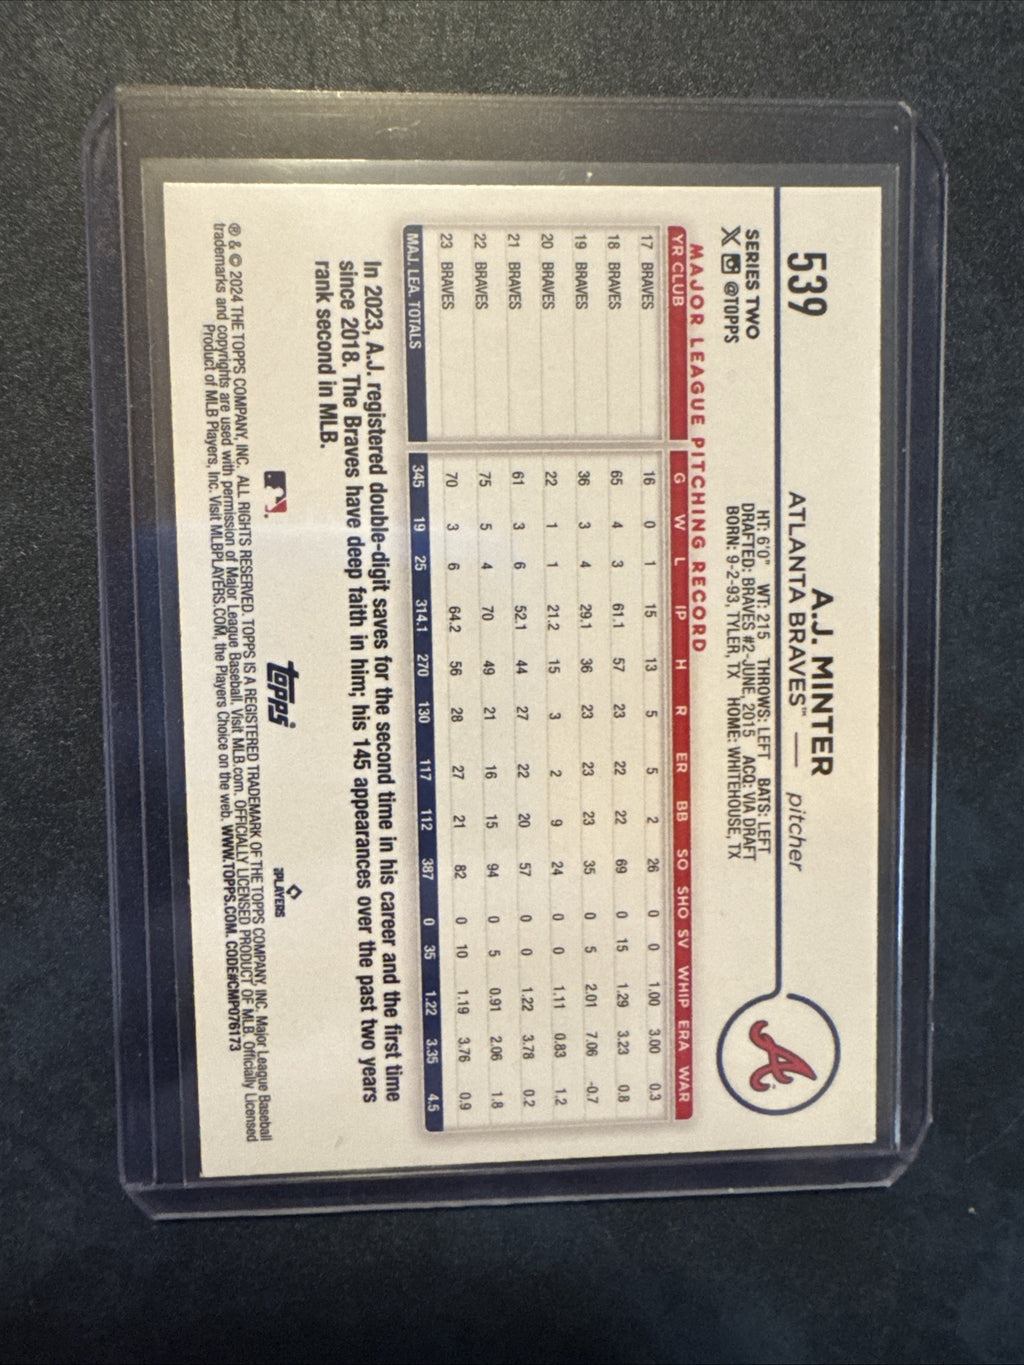 539
A.J. MINTER
ATLANTA BRAVES™ — pitcher
SERIES TWO
X @TOPPS
HT: 6'0" WT: 215 THROWS: LEFT BATS: LEFT
DRAFTED: BRAVES #2-JUNE, 2015 ACQ: VIA DRAFT
BORN: 9-2-93, TYLER, TX HOME: WHITEHOUSE, TX
A
MAJOR LEAGUE PITCHING RECORD
YR CLUB G W L IP H R ER BB SO SHO SV WHIP ERA WAR
17 BRAVES 16 0 1 15 13 5 5 2 26 0 0 1.00 3.00 0.3
18 BRAVES 65 4 3 61.1 57 23 22 22 69 0 15 1.29 3.23 0.8
19 BRAVES 36 3 4 29.1 36 23 23 23 35 0 5 2.01 7.06 -0.7
20 BRAVES 22 1 1 21.2 15 3 2 9 24 0 0 1.11 0.83 1.2
21 BRAVES 61 3 6 52.1 44 27 22 20 57 0 0 1.22 3.78 0.2
22 BRAVES 75 5 4 70 49 21 16 15 94 0 5 0.91 2.06 1.8
23 BRAVES 70 3 6 64.2 56 28 27 21 82 0 10 1.19 3.76 0.9
MAJ. LEA. TOTALS 345 19 25 314.1 270 130 117 112 387 0 35 1.22 3.35 4.5
In 2023, A.J. registered double-digit saves for the second time in his career and the first time
since 2018. The Braves have deep faith in him; his 145 appearances over the past two years
rank second in MLB.
topps
PLAYERS
℗ & © 2024 THE TOPPS COMPANY, INC. ALL RIGHTS RESERVED. TOPPS IS A REGISTERED TRADEMARK OF THE TOPPS COMPANY, INC. Major League Baseball
trademarks and copyrights are used with permission of Major League Baseball. Visit MLB.com. OFFICIALLY LICENSED PRODUCT OF MLB. Officially Licensed
Product of MLB Players, Inc. Visit MLBPLAYERS.COM, the Players Choice on the web. WWW.TOPPS.COM. CODE#CMP076173